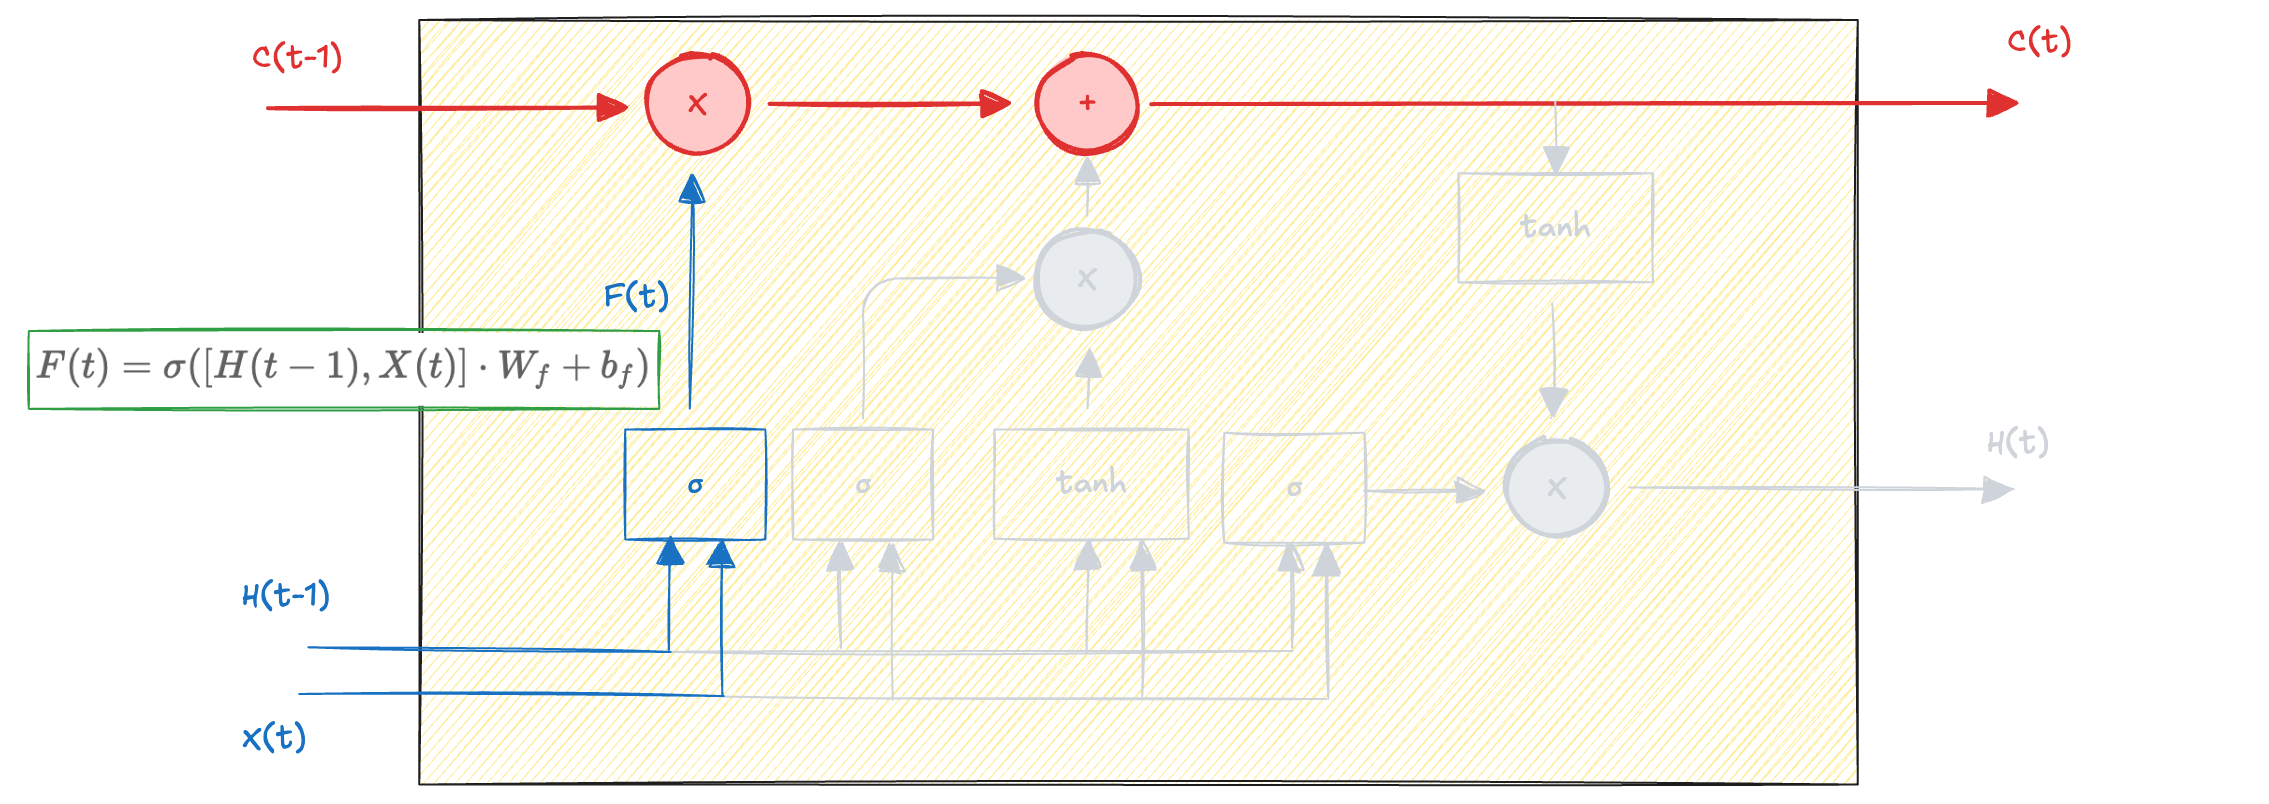 C(t-1)
C(t)
x
+
tanh
x
F(t)
F(t) = σ([H(t − 1), X(t)] · W_f + b_f)
H(t)
σ
σ
tanh
σ
x
H(t-1)
x(t)